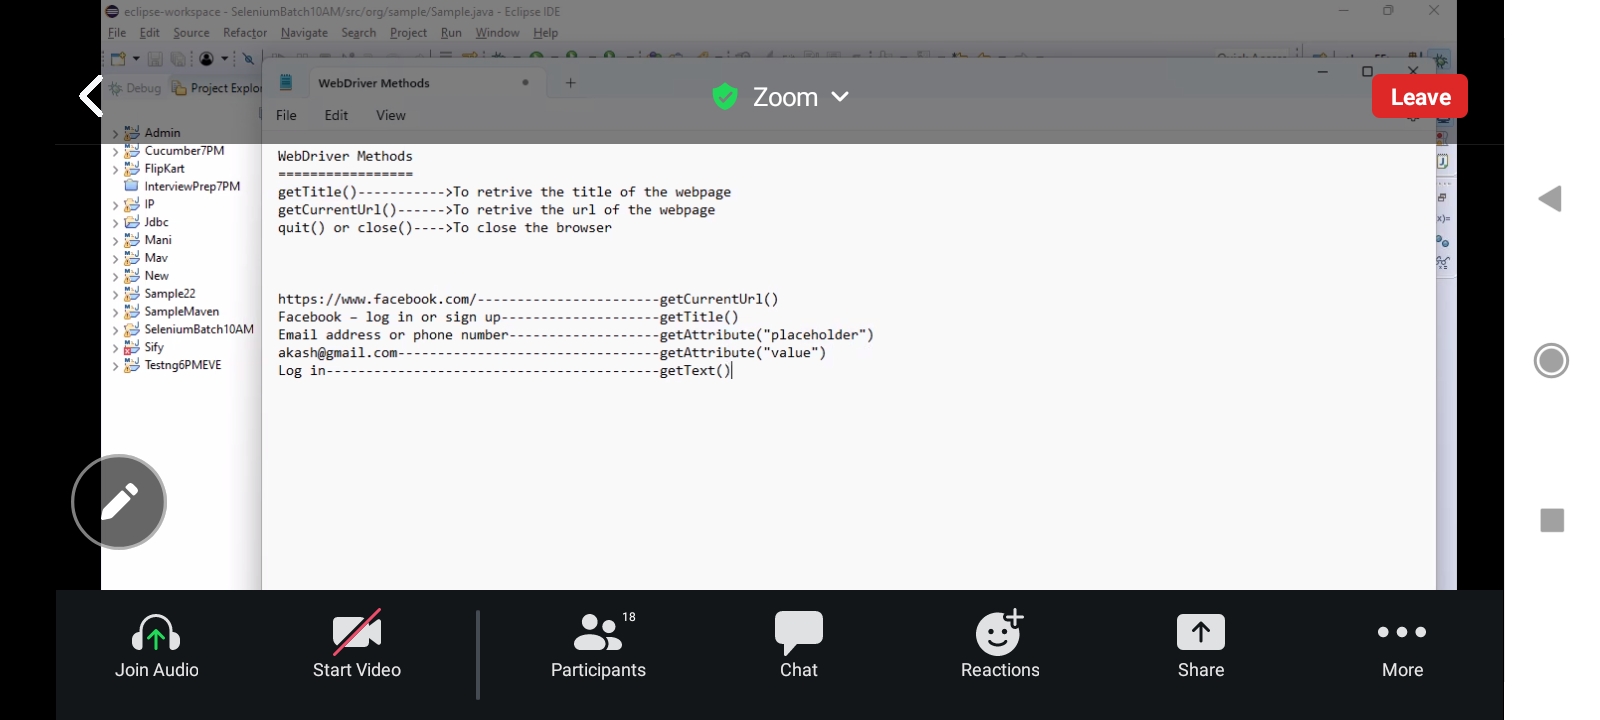 eclipse-workspace - SeleniumBatch10AM/src/org/sample/Sample.java - Eclipse IDE
File Edit Source Refactor Navigate Search Project Run Window Help
Debug Project Explor
WebDriver Methods
Zoom
Leave
File Edit View
Admin
Cucumber7PM
FlipKart
InterviewPrep7PM
IP
Jdbc
Mani
Mav
New
Sample22
SampleMaven
SeleniumBatch10AM
Sify
Testng6PMEVE
WebDriver Methods
=================
getTitle()----------->To retrive the title of the webpage
getCurrentUrl()------>To retrive the url of the webpage
quit() or close()---->To close the browser
https://www.facebook.com/-----------------------getCurrentUrl()
Facebook – log in or sign up--------------------getTitle()
Email address or phone number-------------------getAttribute("placeholder")
akash@gmail.com---------------------------------getAttribute("value")
Log in------------------------------------------getText()
18
Join Audio Start Video Participants Chat Reactions Share More